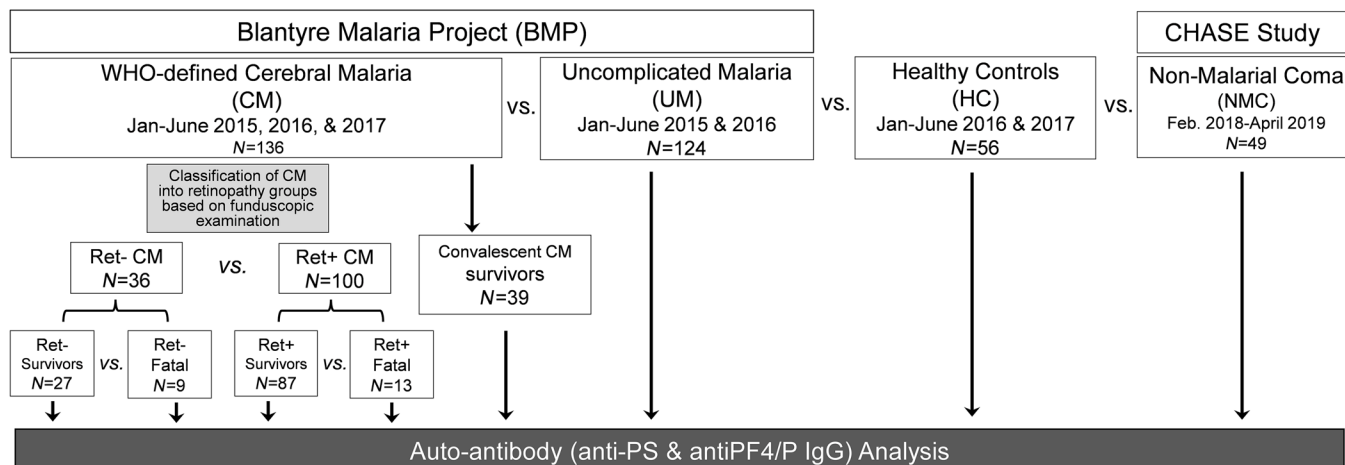 Blantyre Malaria Project (BMP)
CHASE Study
WHO-defined Cerebral Malaria
(CM)
Jan-June 2015, 2016, & 2017
N=136
vs.
Uncomplicated Malaria
(UM)
Jan-June 2015 & 2016
N=124
vs.
Healthy Controls
(HC)
Jan-June 2016 & 2017
N=56
vs.
Non-Malarial Coma
(NMC)
Feb. 2018-April 2019
N=49
Classification of CM
into retinopathy groups
based on funduscopic
examination
Ret- CM
N=36
vs.
Ret+ CM
N=100
Convalescent CM
survivors
N=39
Ret-
Survivors
N=27
vs.
Ret-
Fatal
N=9
Ret+
Survivors
N=87
vs.
Ret+
Fatal
N=13
Auto-antibody (anti-PS & antiPF4/P IgG) Analysis